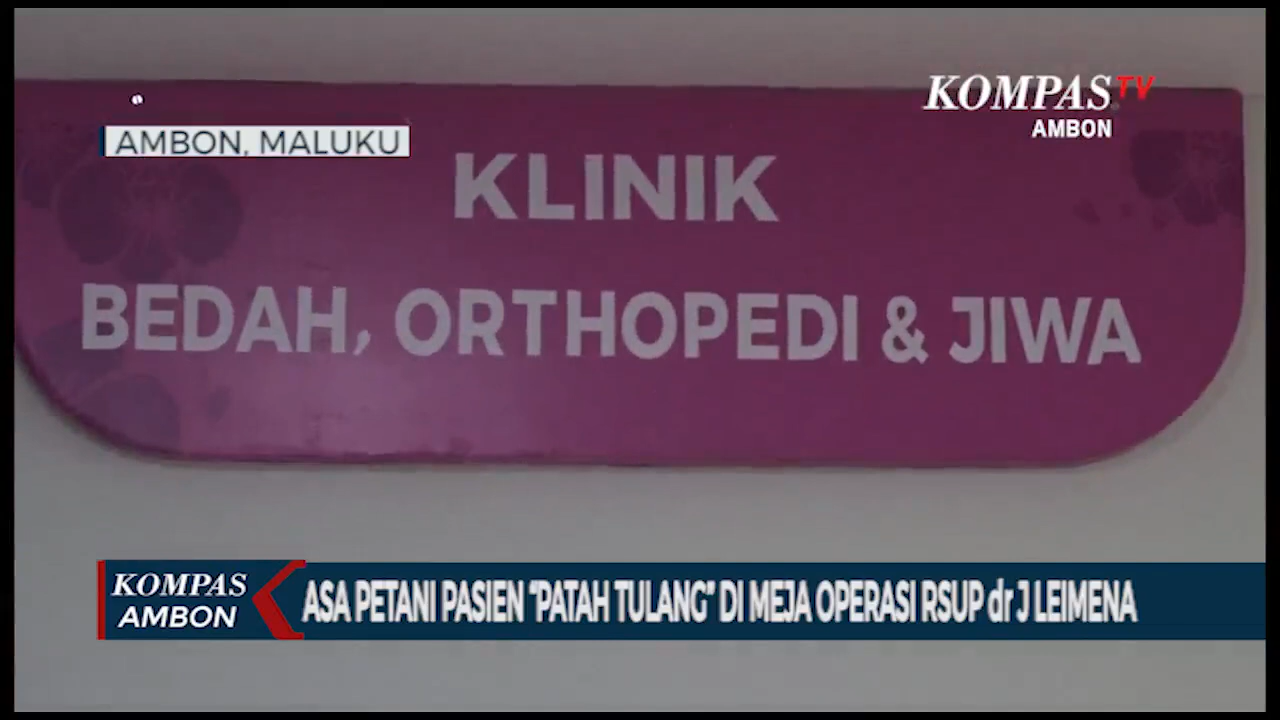 KOMPAS TV
AMBON
AMBON, MALUKU
KLINIK
BEDAH, ORTHOPEDI & JIWA
KOMPAS
AMBON
ASA PETANI PASIEN “PATAH TULANG” DI MEJA OPERASI RSUP dr J LEIMENA